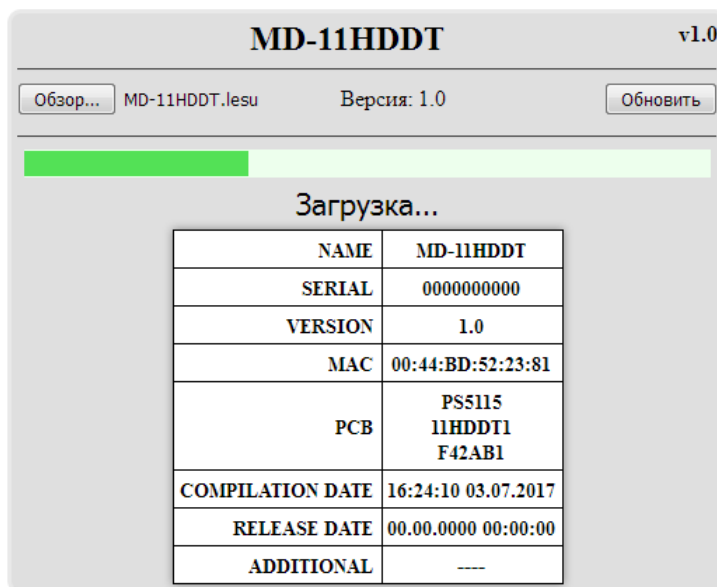 MD-11HDDT
v1.0
Обзор... MD-11HDDT.lesu Версия: 1.0 Обновить
Загрузка...
NAME MD-11HDDT
SERIAL 0000000000
VERSION 1.0
MAC 00:44:BD:52:23:81
PCB PS5115
11HDDT1
F42AB1
COMPILATION DATE 16:24:10 03.07.2017
RELEASE DATE 00.00.0000 00:00:00
ADDITIONAL ----